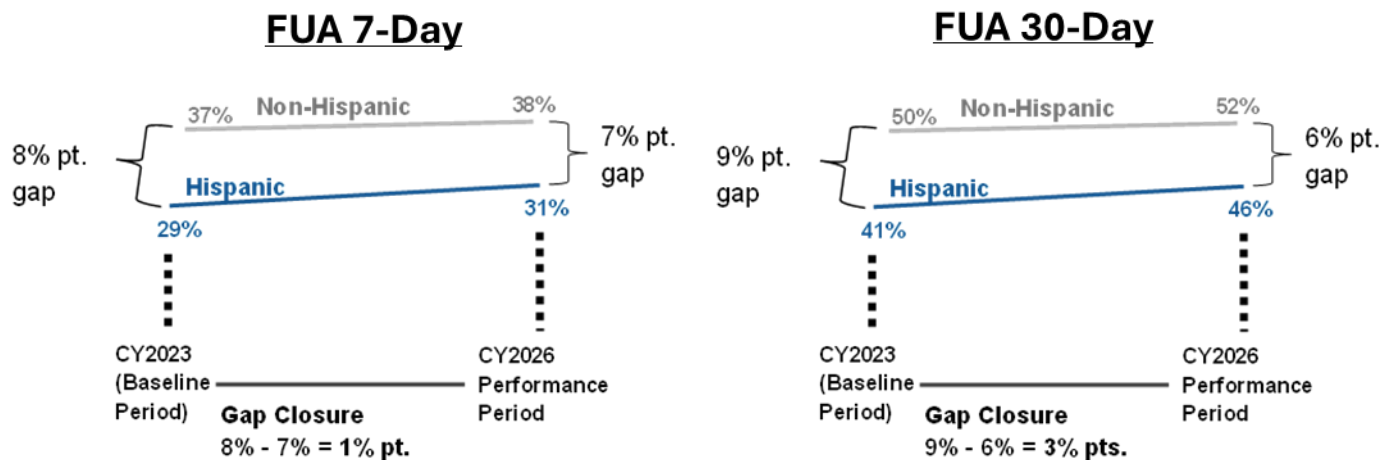 FUA 7-Day
37%
Non-Hispanic
38%
8% pt.
gap
7% pt.
gap
Hispanic
29%
31%
CY2023
(Baseline
Period)
CY2026
Performance
Period
Gap Closure
8% - 7% = 1% pt.
FUA 30-Day
50%
Non-Hispanic
52%
9% pt.
gap
6% pt.
gap
Hispanic
41%
46%
CY2023
(Baseline
Period)
CY2026
Performance
Period
Gap Closure
9% - 6% = 3% pts.